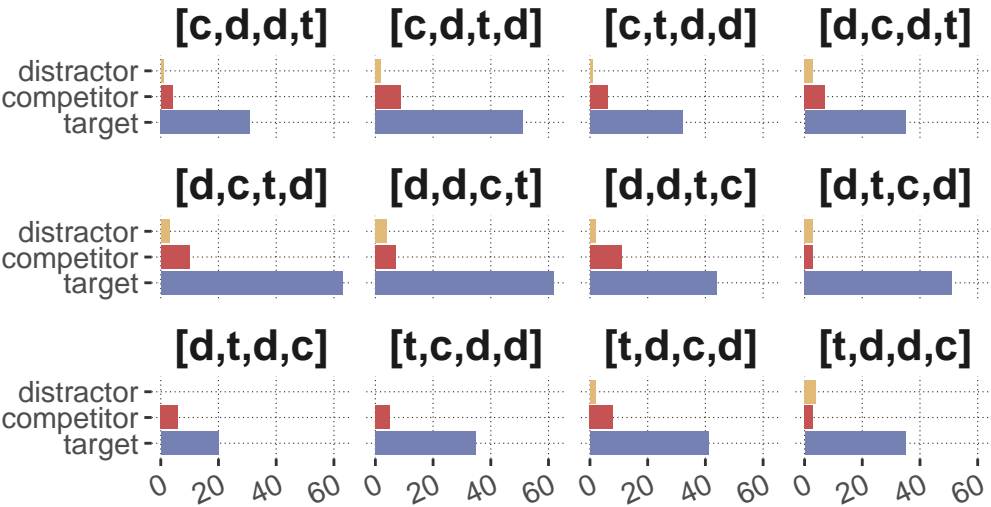 [c,d,d,t] [c,d,t,d] [c,t,d,d] [d,c,d,t]
distractor
competitor
target
[d,c,t,d] [d,d,c,t] [d,d,t,c] [d,t,c,d]
distractor
competitor
target
[d,t,d,c] [t,c,d,d] [t,d,c,d] [t,d,d,c]
distractor
competitor
target
0 20 40 60 0 20 40 60 0 20 40 60 0 20 40 60